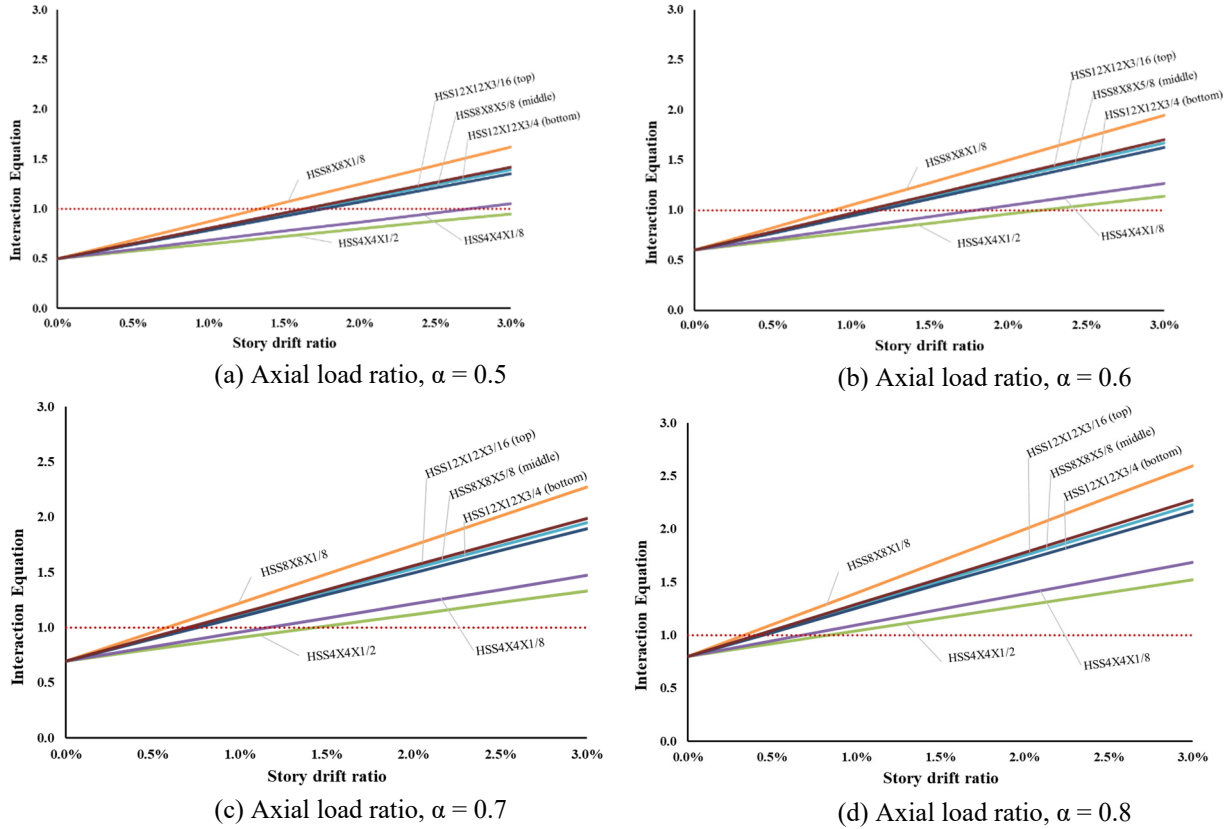 3.0
2.5
2.0
1.5
1.0
0.5
0.0
Interaction Equation
HSS12X12X3/16 (top)
HSS8X8X5/8 (middle)
HSS12X12X3/4 (bottom)
HSS8X8X1/8
HSS4X4X1/2
HSS4X4X1/8
0.0% 0.5% 1.0% 1.5% 2.0% 2.5% 3.0%
Story drift ratio
(a) Axial load ratio, α = 0.5
3.0
2.5
2.0
1.5
1.0
0.5
0.0
Interaction Equation
HSS12X12X3/16 (top)
HSS8X8X5/8 (middle)
HSS12X12X3/4 (bottom)
HSS8X8X1/8
HSS4X4X1/2
HSS4X4X1/8
0.0% 0.5% 1.0% 1.5% 2.0% 2.5% 3.0%
Story drift ratio
(b) Axial load ratio, α = 0.6
3.0
2.5
2.0
1.5
1.0
0.5
0.0
Interaction Equation
HSS12X12X3/16 (top)
HSS8X8X5/8 (middle)
HSS12X12X3/4 (bottom)
HSS8X8X1/8
HSS4X4X1/2
HSS4X4X1/8
0.0% 0.5% 1.0% 1.5% 2.0% 2.5% 3.0%
Story drift ratio
(c) Axial load ratio, α = 0.7
3.0
2.5
2.0
1.5
1.0
0.5
0.0
Interaction Equation
HSS12X12X3/16 (top)
HSS8X8X5/8 (middle)
HSS12X12X3/4 (bottom)
HSS8X8X1/8
HSS4X4X1/2
HSS4X4X1/8
0.0% 0.5% 1.0% 1.5% 2.0% 2.5% 3.0%
Story drift ratio
(d) Axial load ratio, α = 0.8